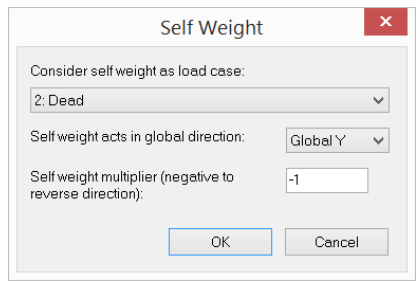 Self Weight
Consider self weight as load case:
2: Dead
Self weight acts in global direction:
Global Y
Self weight multiplier (negative to
reverse direction):
-1
OK
Cancel